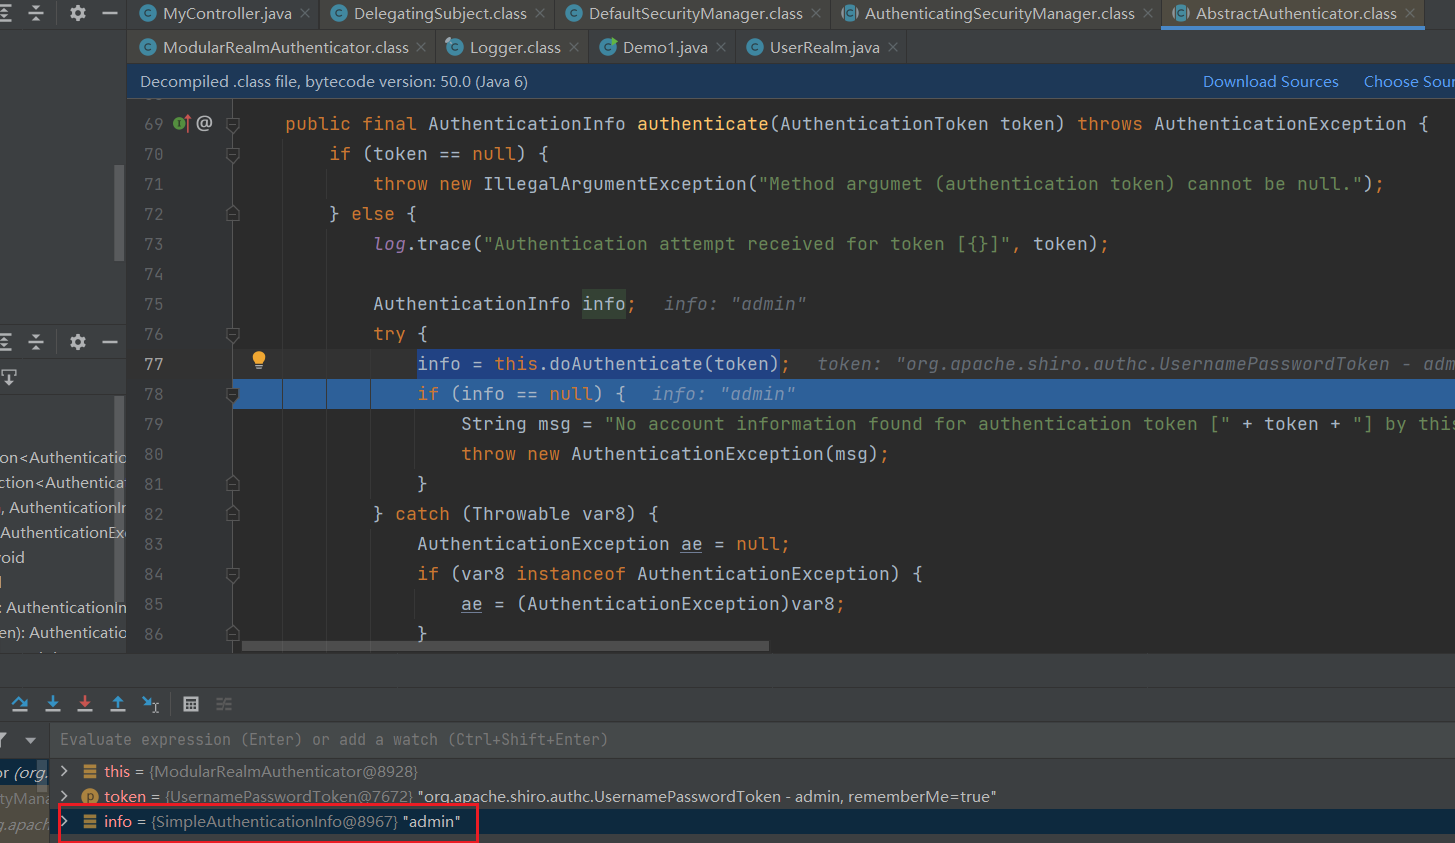 MyController.java
DelegatingSubject.class
DefaultSecurityManager.class
AuthenticatingSecurityManager.class
AbstractAuthenticator.class
ModularRealmAuthenticator.class
Logger.class
Demo1.java
UserRealm.java
Decompiled .class file, bytecode version: 50.0 (Java 6)
Download Sources
Choose Sour
69 @ public final AuthenticationInfo authenticate(AuthenticationToken token) throws AuthenticationException {
70 if (token == null) {
71 throw new IllegalArgumentException("Method argumet (authentication token) cannot be null.");
72 } else {
73 log.trace("Authentication attempt received for token [{}]", token);
74
75 AuthenticationInfo info; info: "admin"
76 try {
77 info = this.doAuthenticate(token); token: "org.apache.shiro.authc.UsernamePasswordToken - adm
78 if (info == null) { info: "admin"
79 String msg = "No account information found for authentication token [" + token + "] by this
80 throw new AuthenticationException(msg);
81 }
82 } catch (Throwable var8) {
83 AuthenticationException ae = null;
84 if (var8 instanceof AuthenticationException) {
85 ae = (AuthenticationException)var8;
86 }
on<Authenticatio
ction<Authentica
, AuthenticationIn
AuthenticationEx
oid
: AuthenticationIn
en): Authenticatio
Evaluate expression (Enter) or add a watch (Ctrl+Shift+Enter)
or (org.
tyMana
g.apach
this = {ModularRealmAuthenticator@8928}
token = {UsernamePasswordToken@7672} "org.apache.shiro.authc.UsernamePasswordToken - admin, rememberMe=true"
info = {SimpleAuthenticationInfo@8967} "admin"